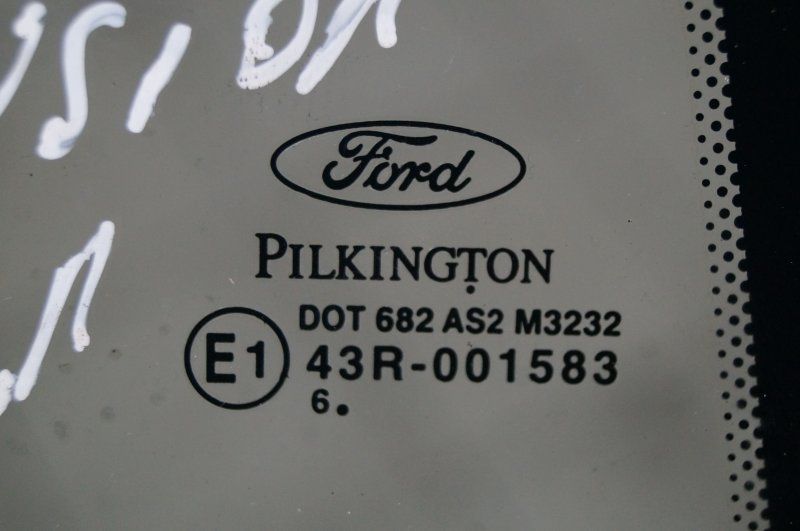 Ford
PILKINGTON
DOT 682 AS2 M3232
E1 43R-001583
6.